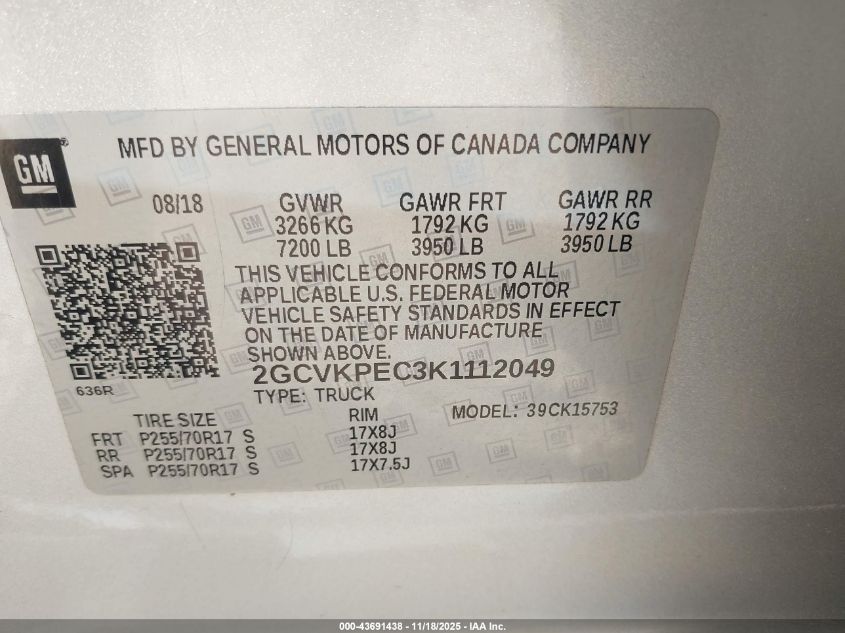 GM
MFD BY GENERAL MOTORS OF CANADA COMPANY
08/18 GVWR GAWR FRT GAWR RR
3266 KG 1792 KG 1792 KG
7200 LB 3950 LB 3950 LB
THIS VEHICLE CONFORMS TO ALL
APPLICABLE U.S. FEDERAL MOTOR
VEHICLE SAFETY STANDARDS IN EFFECT
ON THE DATE OF MANUFACTURE
SHOWN ABOVE.
2GCVKPEC3K1112049
636R
TYPE: TRUCK
TIRE SIZE RIM MODEL: 39CK15753
FRT P255/70R17 S 17X8J
RR P255/70R17 S 17X8J
SPA P255/70R17 S 17X7.5J
000-43691438 - 11/18/2025 - IAA Inc.